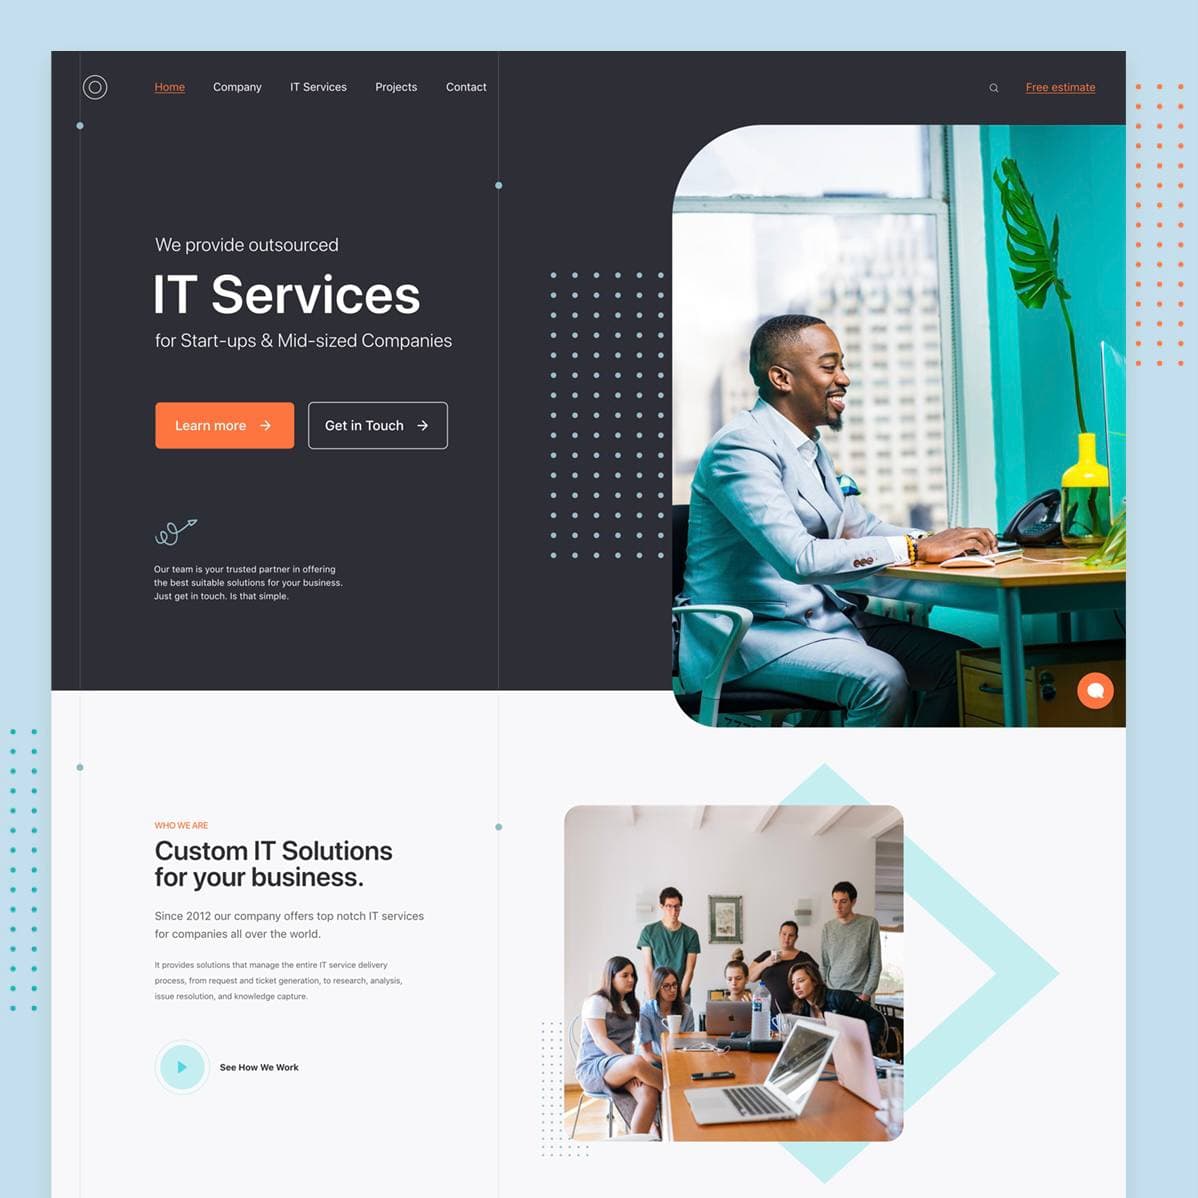 Home Company IT Services Projects Contact Free estimate
We provide outsourced
IT Services
for Start-ups & Mid-sized Companies
Learn more Get in Touch
Our team is your trusted partner in offering
the best suitable solutions for your business.
Just get in touch. Is that simple.
WHO WE ARE
Custom IT Solutions
for your business.
Since 2012 our company offers top notch IT services
for companies all over the world.
It provides solutions that manage the entire IT service delivery
process, from request and ticket generation, to research, analysis,
issue resolution, and knowledge capture.
See How We Work